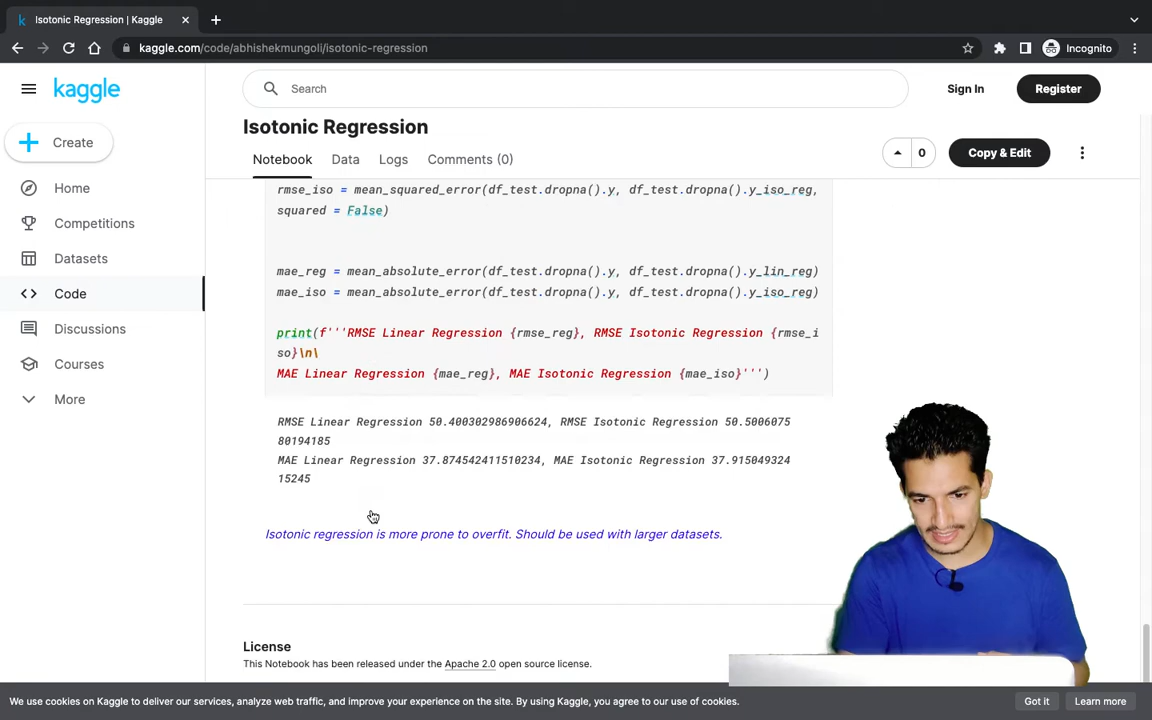 Isotonic Regression | Kaggle
kaggle.com/code/abhishekmungoli/isotonic-regression
Incognito
kaggle
Search
Sign In
Register
Create
Isotonic Regression
Notebook
Data
Logs
Comments (0)
0
Copy & Edit
Home
Competitions
Datasets
Code
Discussions
Courses
More
rmse_iso = mean_squared_error(df_test.dropna().y, df_test.dropna().y_iso_reg,
squared = False)
mae_reg = mean_absolute_error(df_test.dropna().y, df_test.dropna().y_lin_reg)
mae_iso = mean_absolute_error(df_test.dropna().y, df_test.dropna().y_iso_reg)
print(f'''RMSE Linear Regression {rmse_reg}, RMSE Isotonic Regression {rmse_i
so}\n\
MAE Linear Regression {mae_reg}, MAE Isotonic Regression {mae_iso}''')
RMSE Linear Regression 50.400302986906624, RMSE Isotonic Regression 50.5006075
80194185
MAE Linear Regression 37.874542411510234, MAE Isotonic Regression 37.915049324
15245
Isotonic regression is more prone to overfit. Should be used with larger datasets.
License
This Notebook has been released under the Apache 2.0 open source license.
We use cookies on Kaggle to deliver our services, analyze web traffic, and improve your experience on the site. By using Kaggle, you agree to our use of cookies.
Got it
Learn more